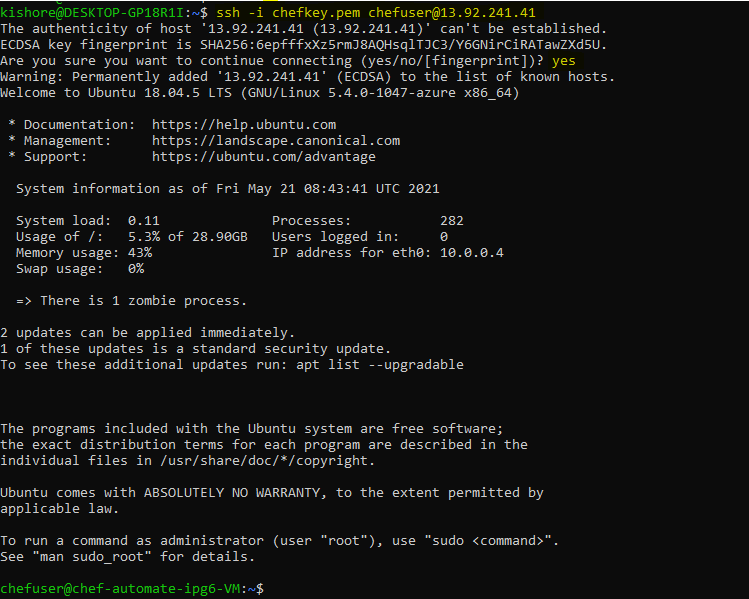 kishore@DESKTOP-GP18R1I:~$ ssh -i chefkey.pem chefuser@13.92.241.41
The authenticity of host '13.92.241.41 (13.92.241.41)' can't be established.
ECDSA key fingerprint is SHA256:6epfffxXz5rmJ8AQHsqlTJC3/Y6GNirCiRATawZXd5U.
Are you sure you want to continue connecting (yes/no/[fingerprint])? yes
Warning: Permanently added '13.92.241.41' (ECDSA) to the list of known hosts.
Welcome to Ubuntu 18.04.5 LTS (GNU/Linux 5.4.0-1047-azure x86_64)
* Documentation:  https://help.ubuntu.com
* Management:     https://landscape.canonical.com
* Support:        https://ubuntu.com/advantage
System information as of Fri May 21 08:43:41 UTC 2021
System load:  0.11              Processes:           282
Usage of /:   5.3% of 28.90GB   Users logged in:     0
Memory usage: 43%               IP address for eth0: 10.0.0.4
Swap usage:   0%
=> There is 1 zombie process.
2 updates can be applied immediately.
1 of these updates is a standard security update.
To see these additional updates run: apt list --upgradable
The programs included with the Ubuntu system are free software;
the exact distribution terms for each program are described in the
individual files in /usr/share/doc/*/copyright.
Ubuntu comes with ABSOLUTELY NO WARRANTY, to the extent permitted by
applicable law.
To run a command as administrator (user "root"), use "sudo <command>".
See "man sudo_root" for details.
chefuser@chef-automate-ipg6-VM:~$